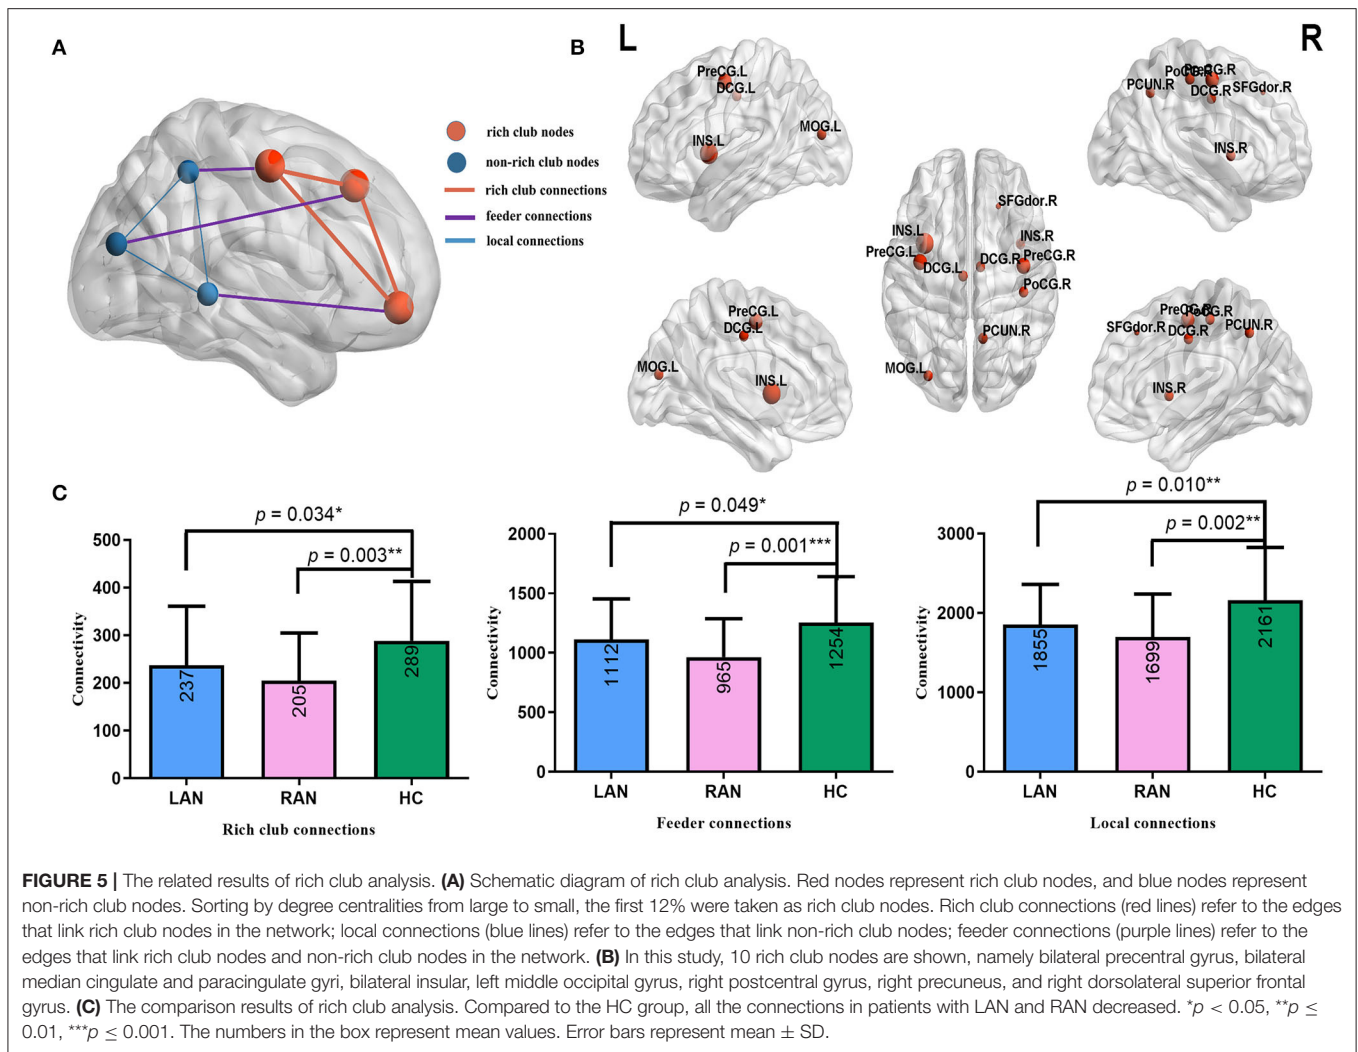 A
rich club nodes
non-rich club nodes
rich club connections
feeder connections
local connections
B
L
R
PreCG.L
DCG.L
INS.L
MOG.L
PoCG.R
PreCG.R
PCUN.R
DCG.R
SFGdor.R
INS.R
SFGdor.R
INS.L
INS.R
PreCG.L
DCG.L
DCG.R
PreCG.R
PoCG.R
PCUN.R
MOG.L
PreCG.L
DCG.L
MOG.L
INS.L
PreCG.R
PoCG.R
SFGdor.R
DCG.R
PCUN.R
INS.R
C
p = 0.034*
p = 0.003**
500
400
300
200
100
0
Connectivity
237
205
289
LAN RAN HC
Rich club connections
p = 0.049*
p = 0.001***
2000
1500
1000
500
0
Connectivity
1112
965
1254
LAN RAN HC
Feeder connections
p = 0.010**
p = 0.002**
3000
2000
1000
0
Connectivity
1855
1699
2161
LAN RAN HC
Local connections
FIGURE 5 | The related results of rich club analysis. (A) Schematic diagram of rich club analysis. Red nodes represent rich club nodes, and blue nodes represent
non-rich club nodes. Sorting by degree centralities from large to small, the first 12% were taken as rich club nodes. Rich club connections (red lines) refer to the edges
that link rich club nodes in the network; local connections (blue lines) refer to the edges that link non-rich club nodes; feeder connections (purple lines) refer to the
edges that link rich club nodes and non-rich club nodes in the network. (B) In this study, 10 rich club nodes are shown, namely bilateral precentral gyrus, bilateral
median cingulate and paracingulate gyri, bilateral insular, left middle occipital gyrus, right postcentral gyrus, right precuneus, and right dorsolateral superior frontal
gyrus. (C) The comparison results of rich club analysis. Compared to the HC group, all the connections in patients with LAN and RAN decreased. *p < 0.05, **p ≤
0.01, ***p ≤ 0.001. The numbers in the box represent mean values. Error bars represent mean ± SD.